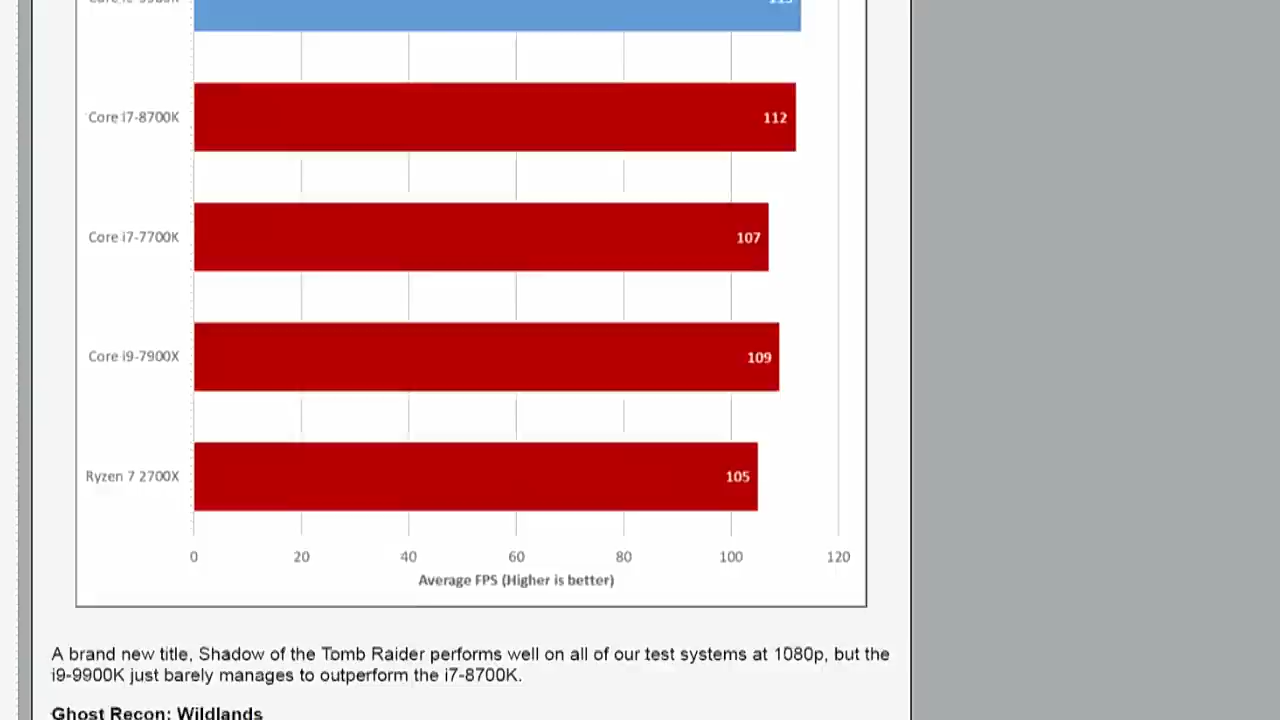 Core i7-8700K 112
Core i7-7700K 107
Core i9-7900X 109
Ryzen 7 2700X 105
0 20 40 60 80 100 120
Average FPS (Higher is better)
A brand new title, Shadow of the Tomb Raider performs well on all of our test systems at 1080p, but the
i9-9900K just barely manages to outperform the i7-8700K.
Ghost Recon: Wildlands